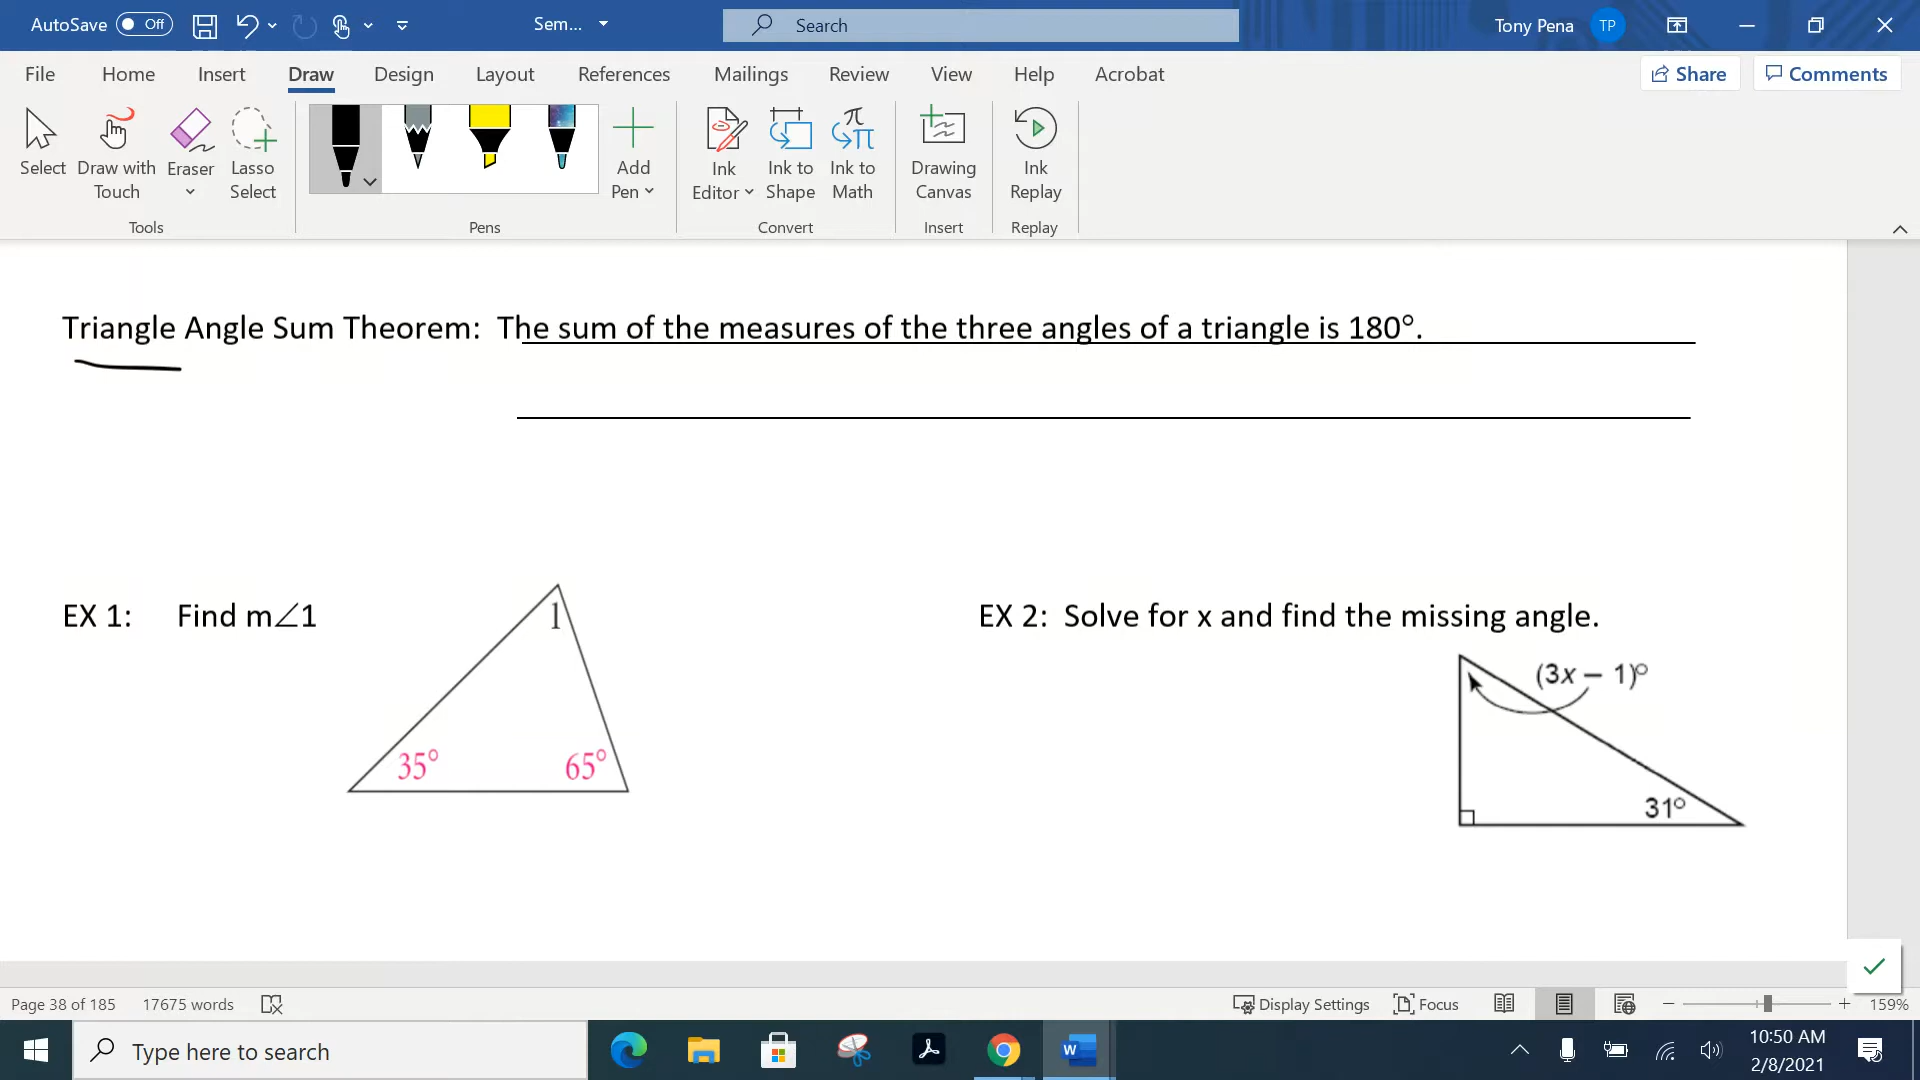 AutoSave Off Sem... Search Tony Pena TP
File Home Insert Draw Design Layout References Mailings Review View Help Acrobat Share Comments
Select Draw with Touch Eraser Lasso Select Add Pen Ink Editor Ink to Shape Ink to Math Drawing Canvas Ink Replay
Tools Pens Convert Insert Replay
Triangle Angle Sum Theorem: The sum of the measures of the three angles of a triangle is 180°.
EX 1: Find m∠1
1
35°
65°
EX 2: Solve for x and find the missing angle.
(3x – 1)°
31°
Page 38 of 185 17675 words Display Settings Focus 159%
Type here to search 10:50 AM
2/8/2021